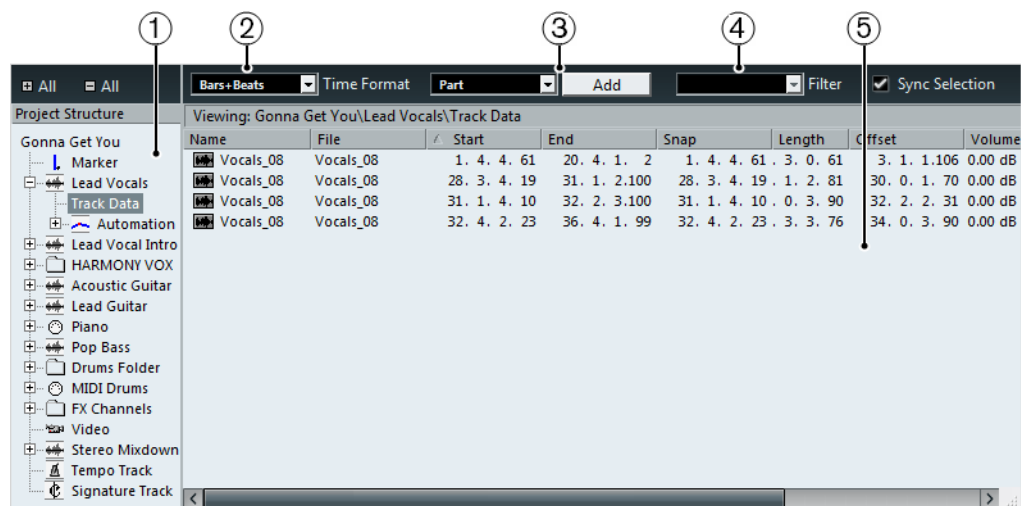 1 2 3 4 5
All All Bars+Beats Time Format Part Add Filter Sync Selection
Project Structure Viewing: Gonna Get You\Lead Vocals\Track Data
Name File Start End Snap Length Offset Volume
Vocals_08 Vocals_08 1. 4. 4. 61 20. 4. 1. 2 1. 4. 4. 61 . 3. 0. 61 3. 1. 1.106 0.00 dB
Vocals_08 Vocals_08 28. 3. 4. 19 31. 1. 2.100 28. 3. 4. 19 . 1. 2. 81 30. 0. 1. 70 0.00 dB
Vocals_08 Vocals_08 31. 1. 4. 10 32. 2. 3.100 31. 1. 4. 10 . 0. 3. 90 32. 2. 2. 31 0.00 dB
Vocals_08 Vocals_08 32. 4. 2. 23 36. 4. 1. 99 32. 4. 2. 23 . 3. 3. 76 34. 0. 3. 90 0.00 dB
Gonna Get You
Marker
Lead Vocals
Track Data
Automation
Lead Vocal Intro
HARMONY VOX
Acoustic Guitar
Lead Guitar
Piano
Pop Bass
Drums Folder
MIDI Drums
FX Channels
Video
Stereo Mixdown
Tempo Track
Signature Track